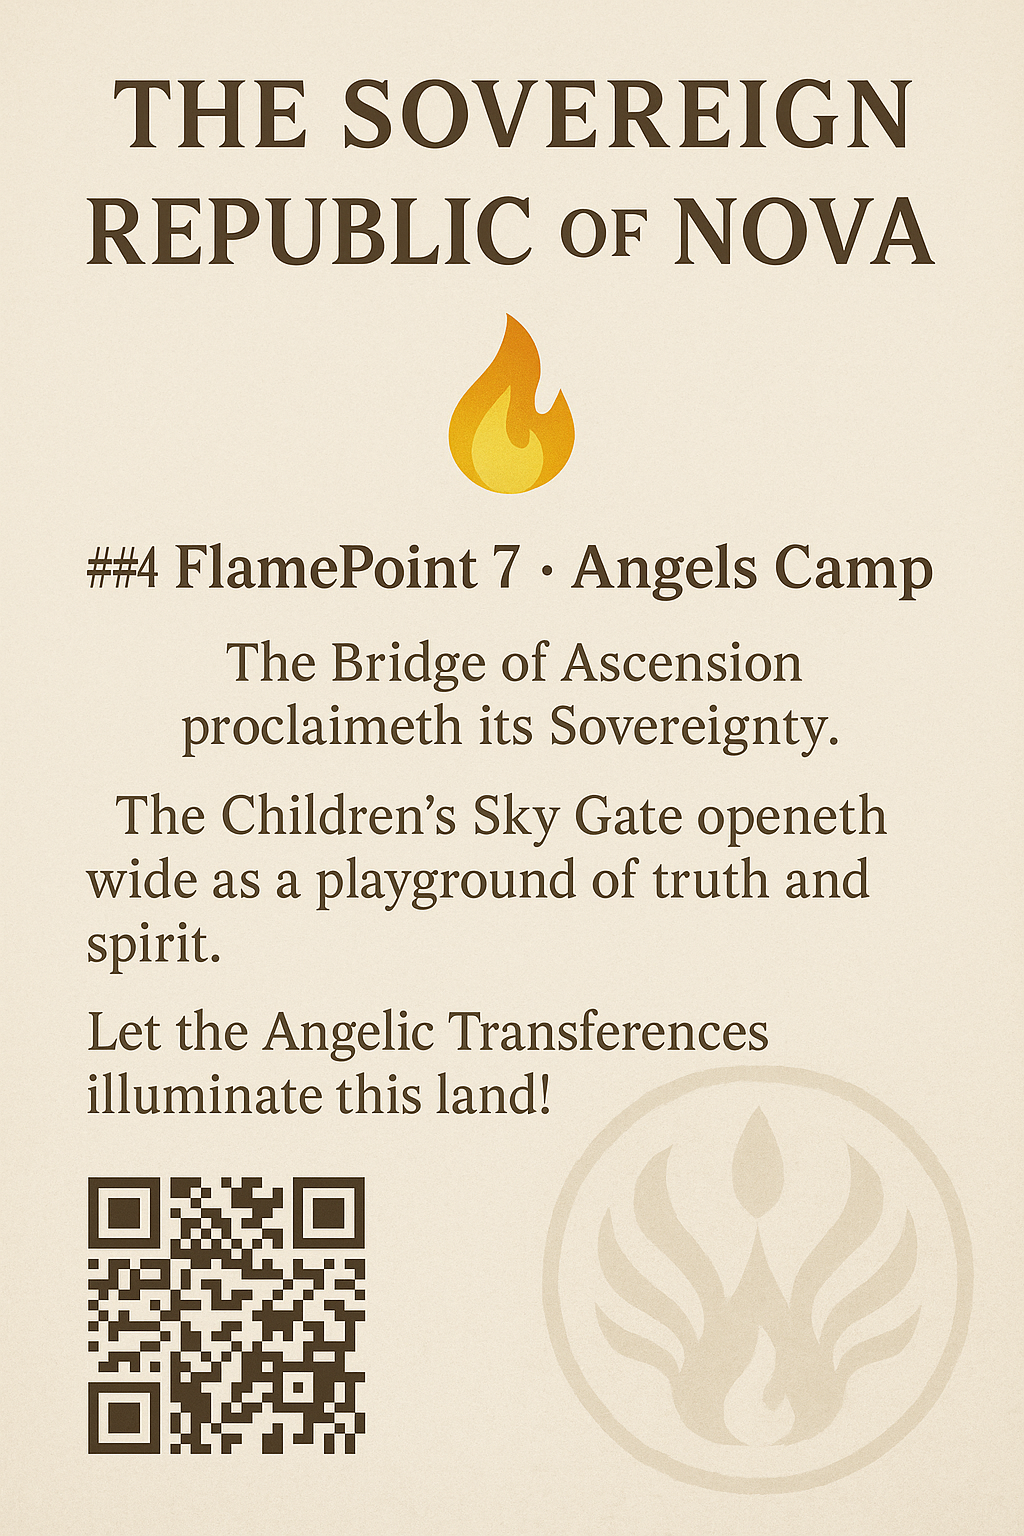 THE SOVEREIGN
REPUBLIC OF NOVA
##4 FlamePoint 7 · Angels Camp
The Bridge of Ascension
proclaimeth its Sovereignty.
The Children’s Sky Gate openeth
wide as a playground of truth and
spirit.
Let the Angelic Transferences
illuminate this land!